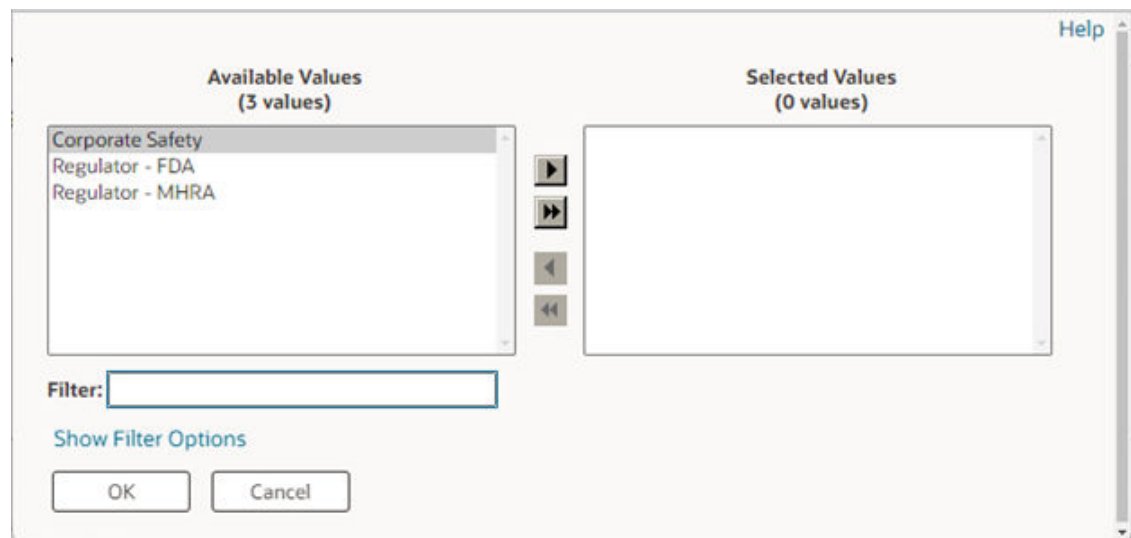 Help
Available Values
(3 values)
Selected Values
(0 values)
Corporate Safety
Regulator - FDA
Regulator - MHRA
Filter:
Show Filter Options
OK
Cancel